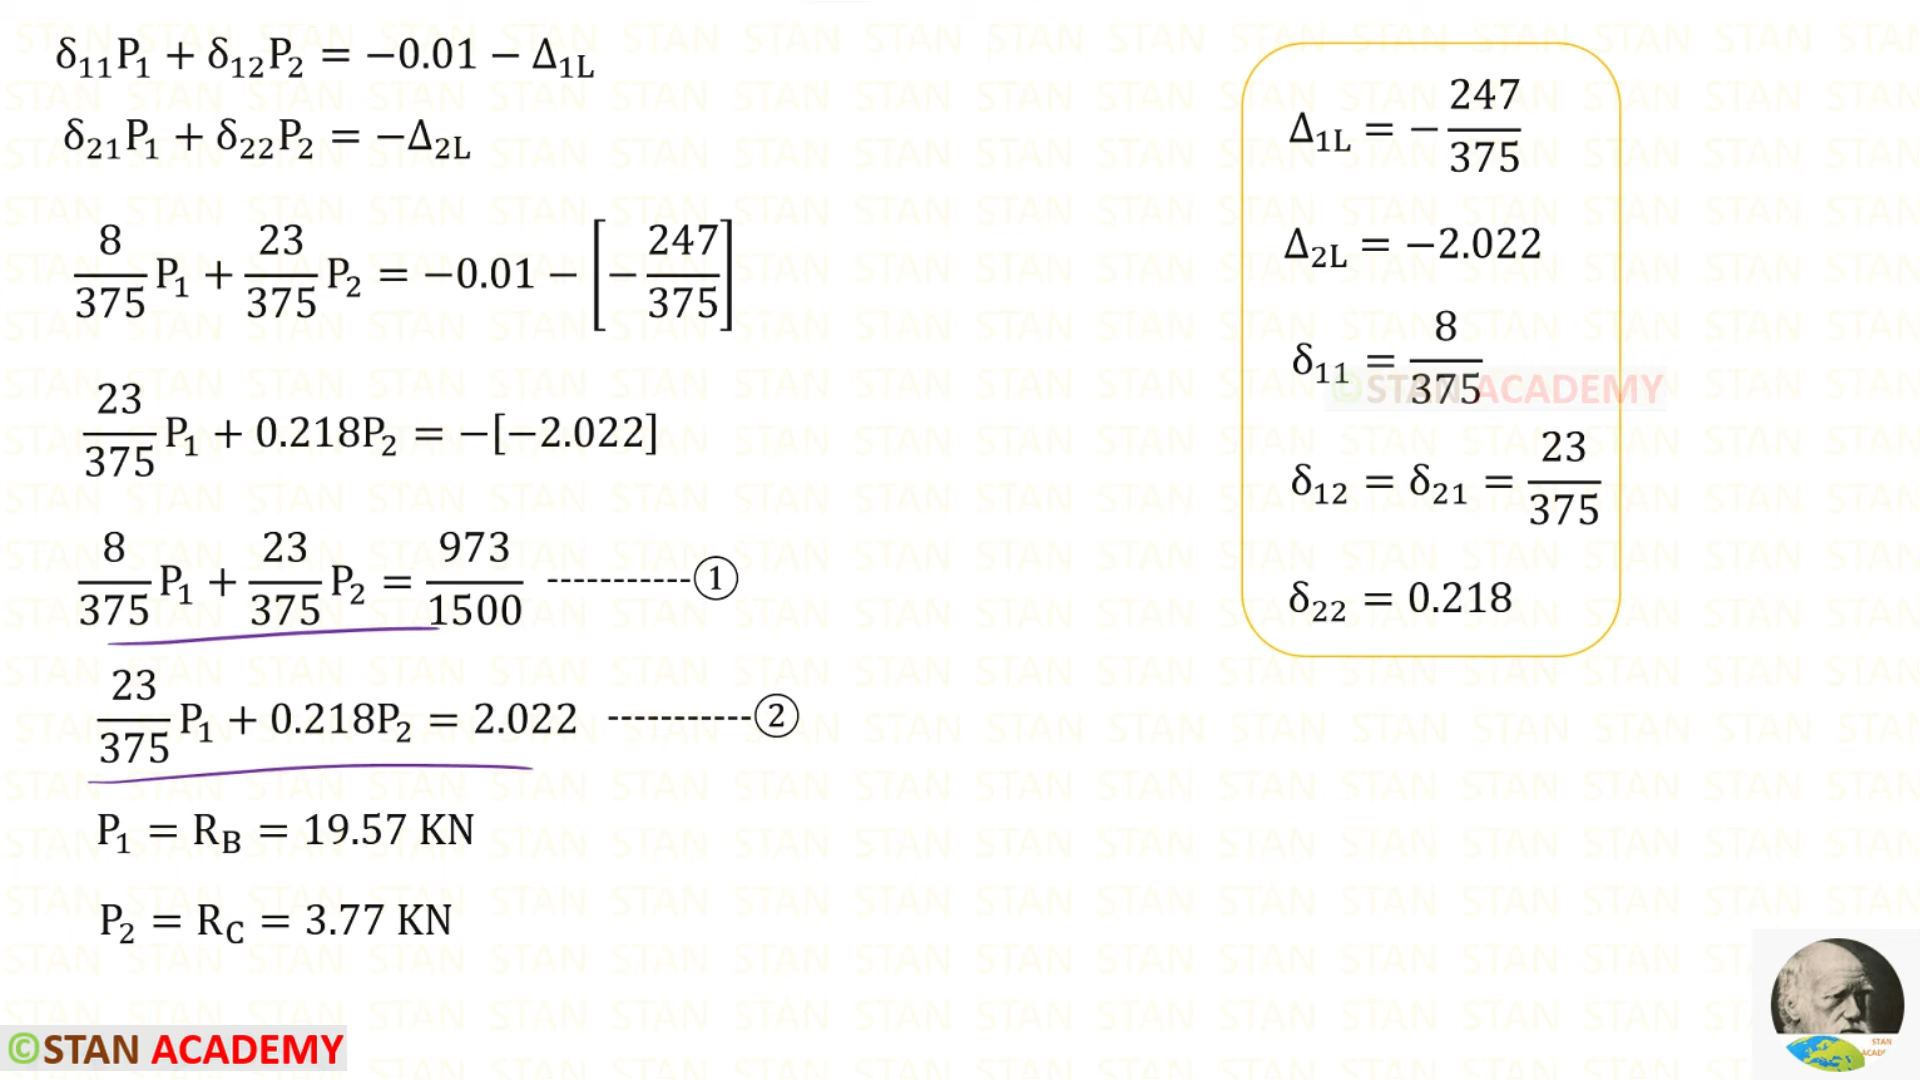 δ₁₁P₁ + δ₁₂P₂ = −0.01 − Δ₁L
δ₂₁P₁ + δ₂₂P₂ = −Δ₂L
8/375 P₁ + 23/375 P₂ = −0.01 − [− 247/375]
23/375 P₁ + 0.218P₂ = −[−2.022]
8/375 P₁ + 23/375 P₂ = 973/1500 -----------①
23/375 P₁ + 0.218P₂ = 2.022 -----------②
P₁ = R_B = 19.57 KN
P₂ = R_C = 3.77 KN
Δ₁L = − 247/375
Δ₂L = −2.022
δ₁₁ = 8/375
©STAN ACADEMY
δ₁₂ = δ₂₁ = 23/375
δ₂₂ = 0.218
©STAN ACADEMY
STAN